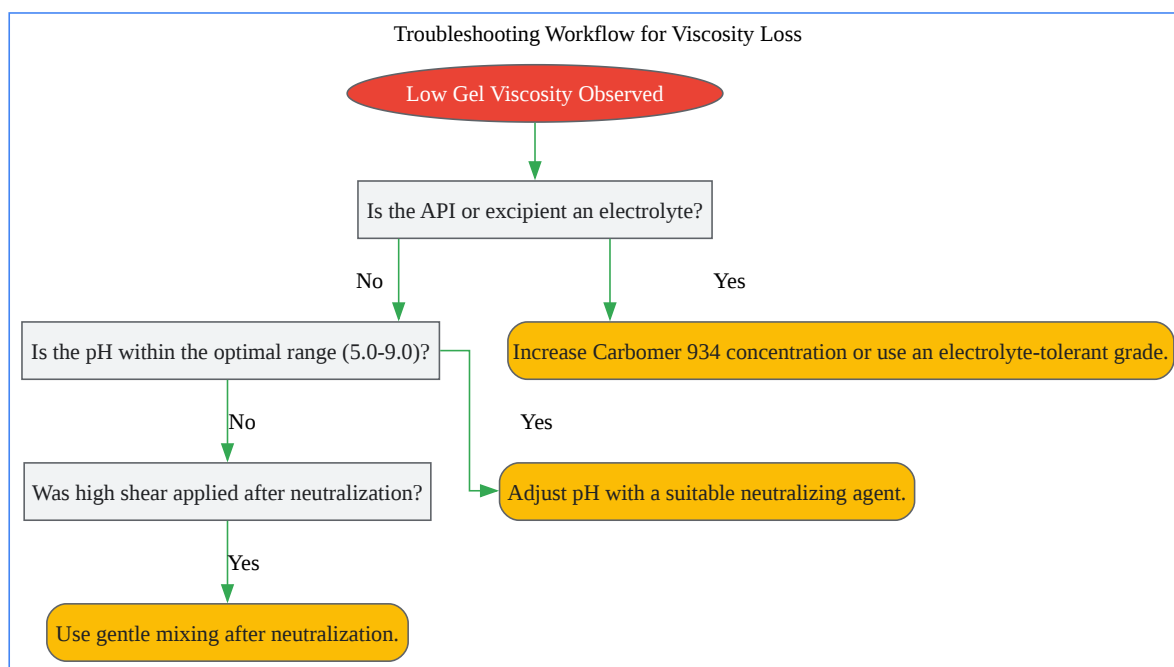 Troubleshooting Workflow for Viscosity Loss
Low Gel Viscosity Observed
Is the API or excipient an electrolyte?
No
Yes
Is the pH within the optimal range (5.0-9.0)?
Increase Carbomer 934 concentration or use an electrolyte-tolerant grade.
No
Yes
Was high shear applied after neutralization?
Adjust pH with a suitable neutralizing agent.
Yes
Use gentle mixing after neutralization.